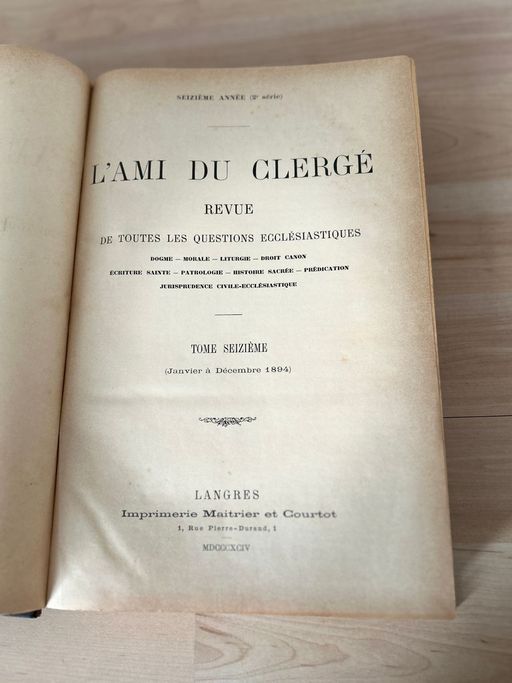 SEIZIÈME ANNÉE (2e série)
L'AMI DU CLERGÉ
REVUE
DE TOUTES LES QUESTIONS ECCLÉSIASTIQUES
DOGME — MORALE — LITURGIE — DROIT CANON
ÉCRITURE SAINTE — PATROLOGIE — HISTOIRE SACRÉE — PRÉDICATION
JURISPRUDENCE CIVILE-ECCLÉSIASTIQUE
TOME SEIZIÈME
(Janvier à Décembre 1894)
LANGRES
Imprimerie Maitrier et Courtot
1, Rue Pierre-Durand, 1
MDCCCXCIV